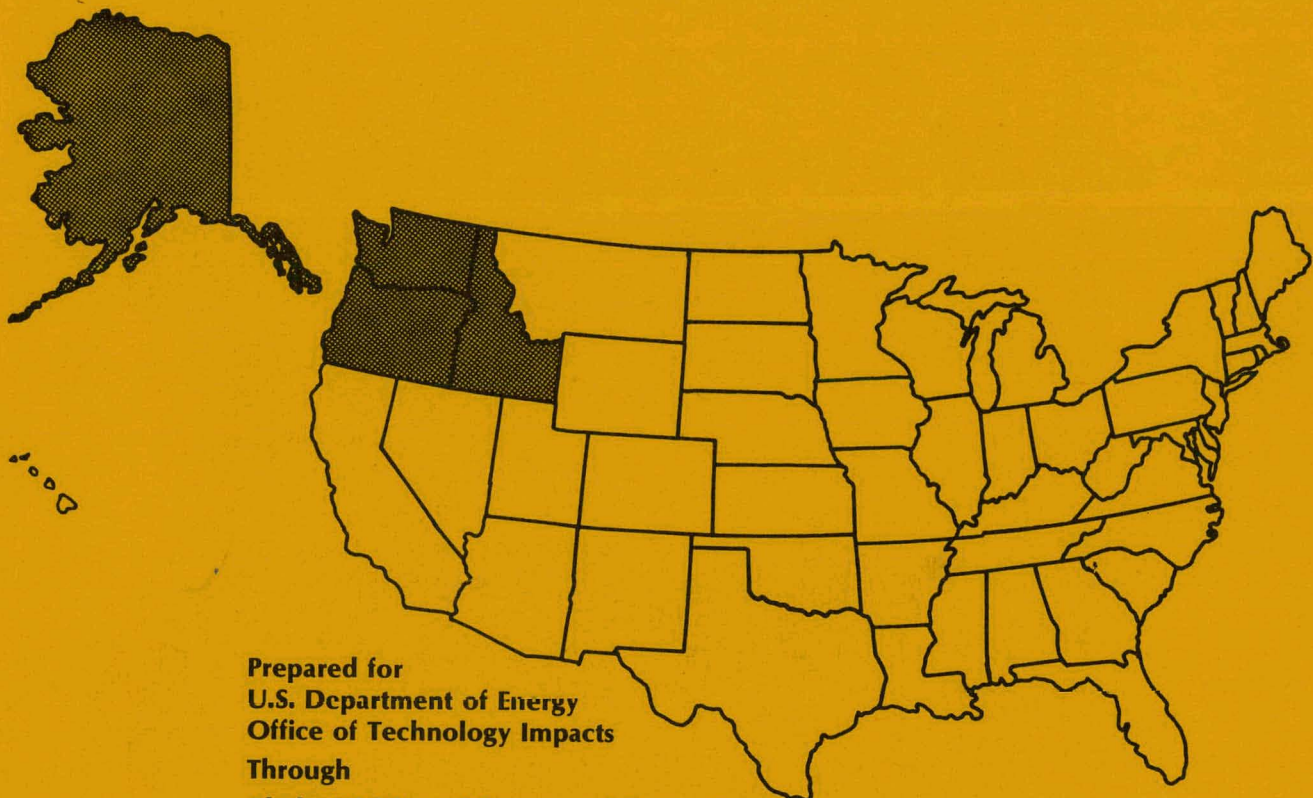 Prepared for
U.S. Department of Energy
Office of Technology Impacts
Through